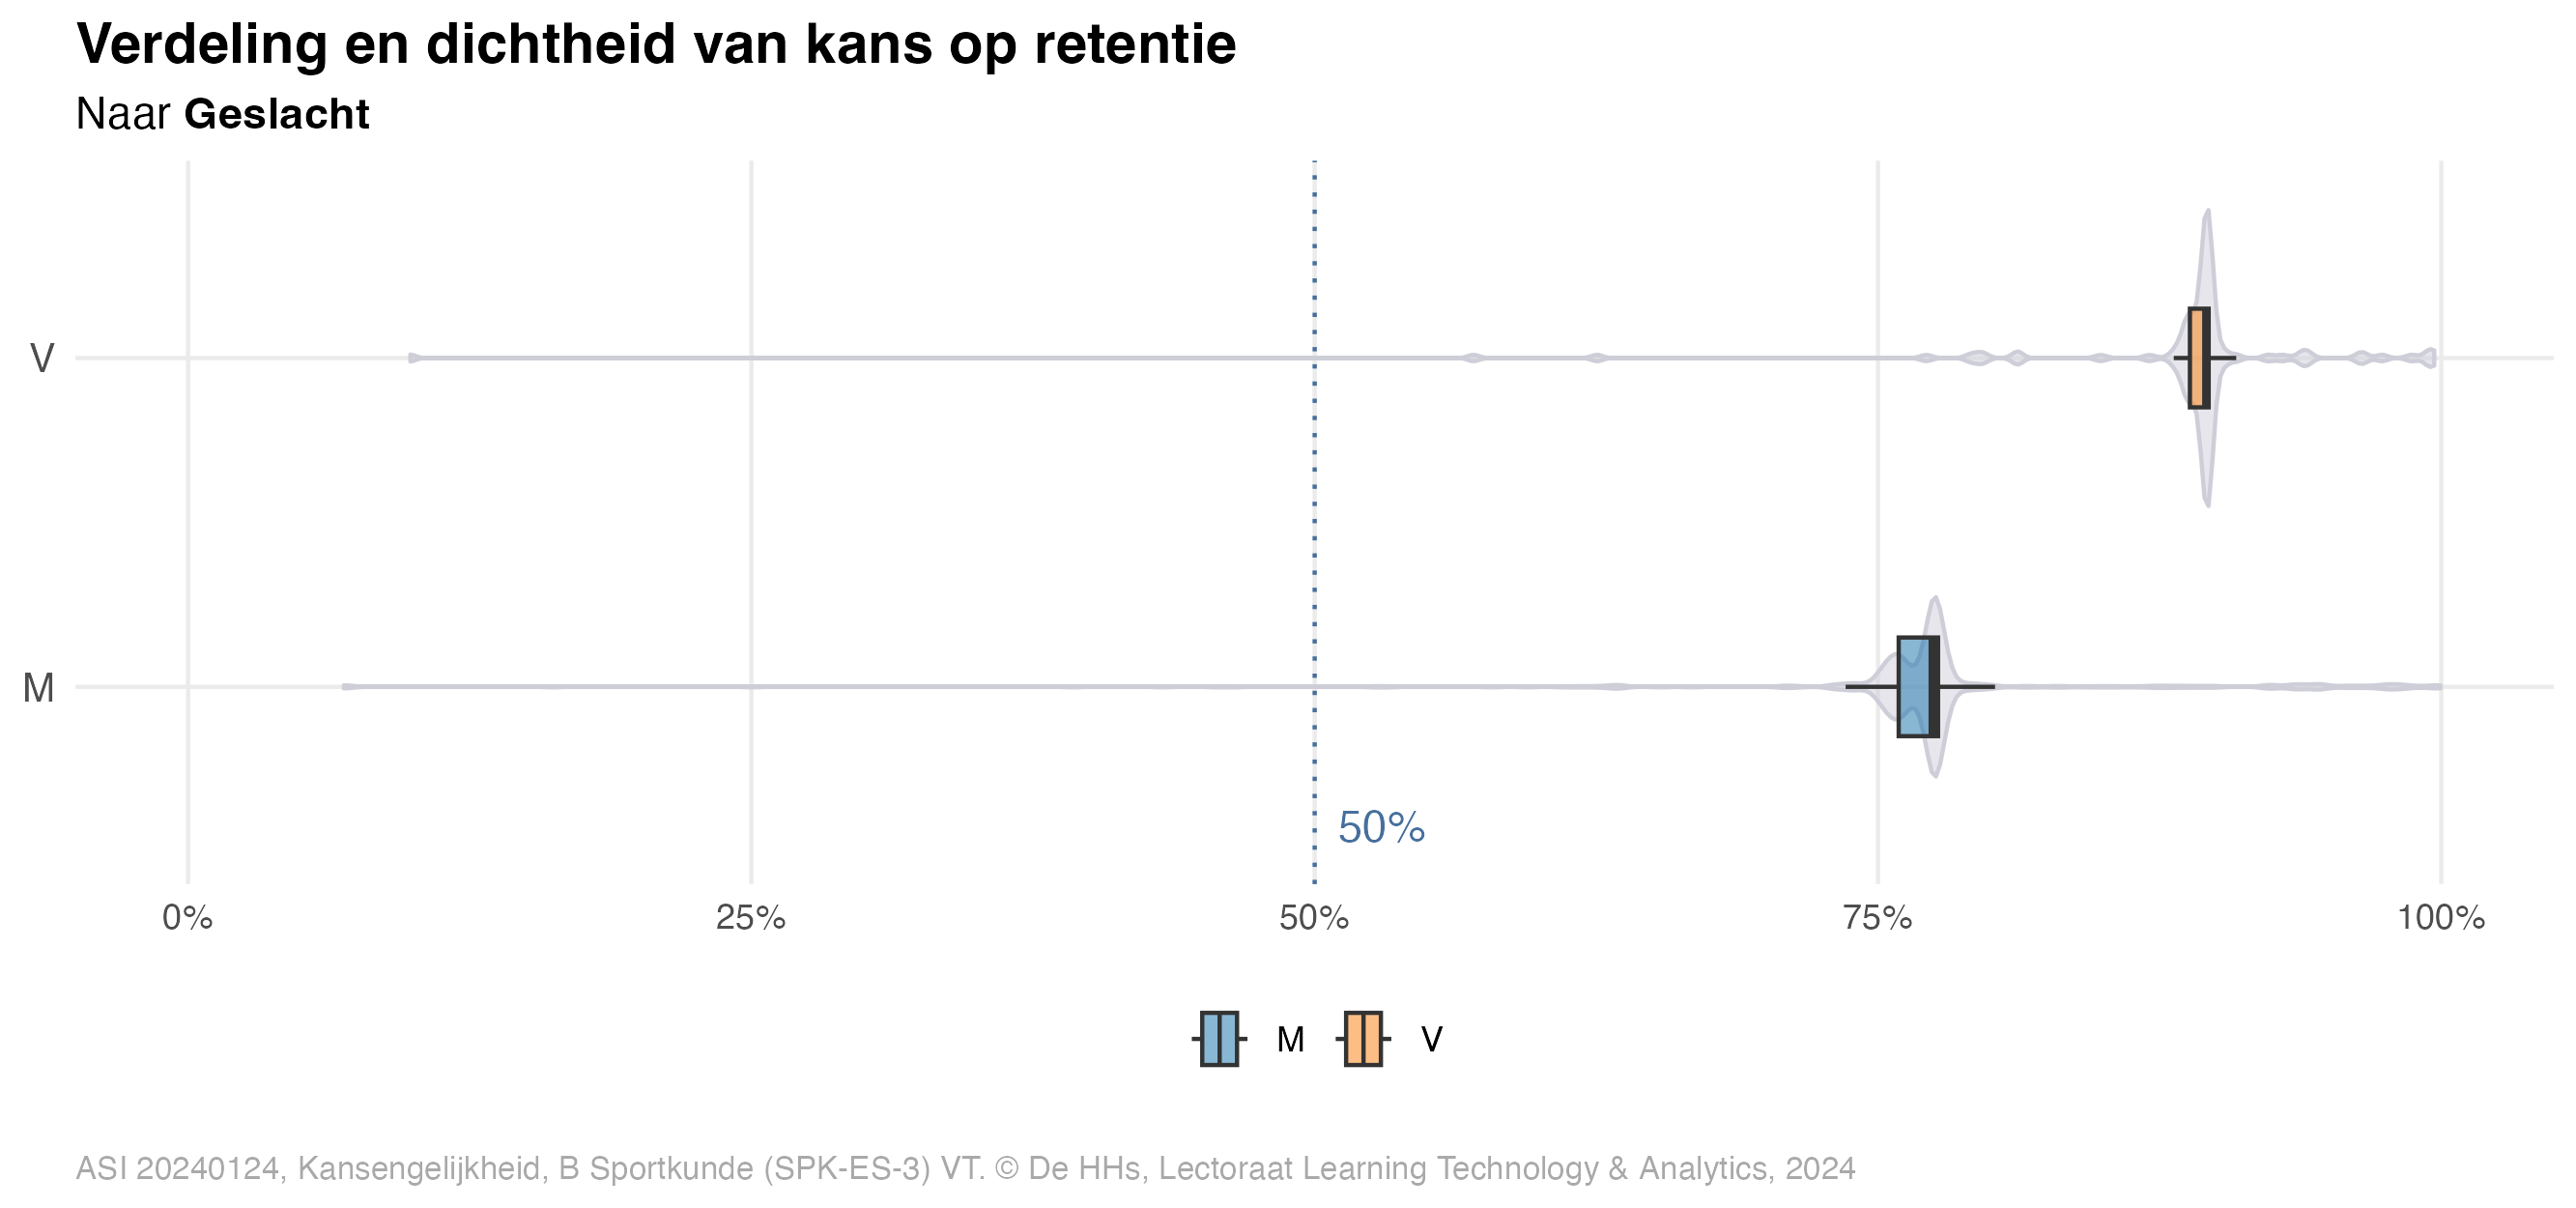 Verdeling en dichtheid van kans op retentie
Naar Geslacht
V
M
50%
0% 25% 50% 75% 100%
M V
ASI 20240124, Kansengelijkheid, B Sportkunde (SPK-ES-3) VT. © De HHs, Lectoraat Learning Technology & Analytics, 2024